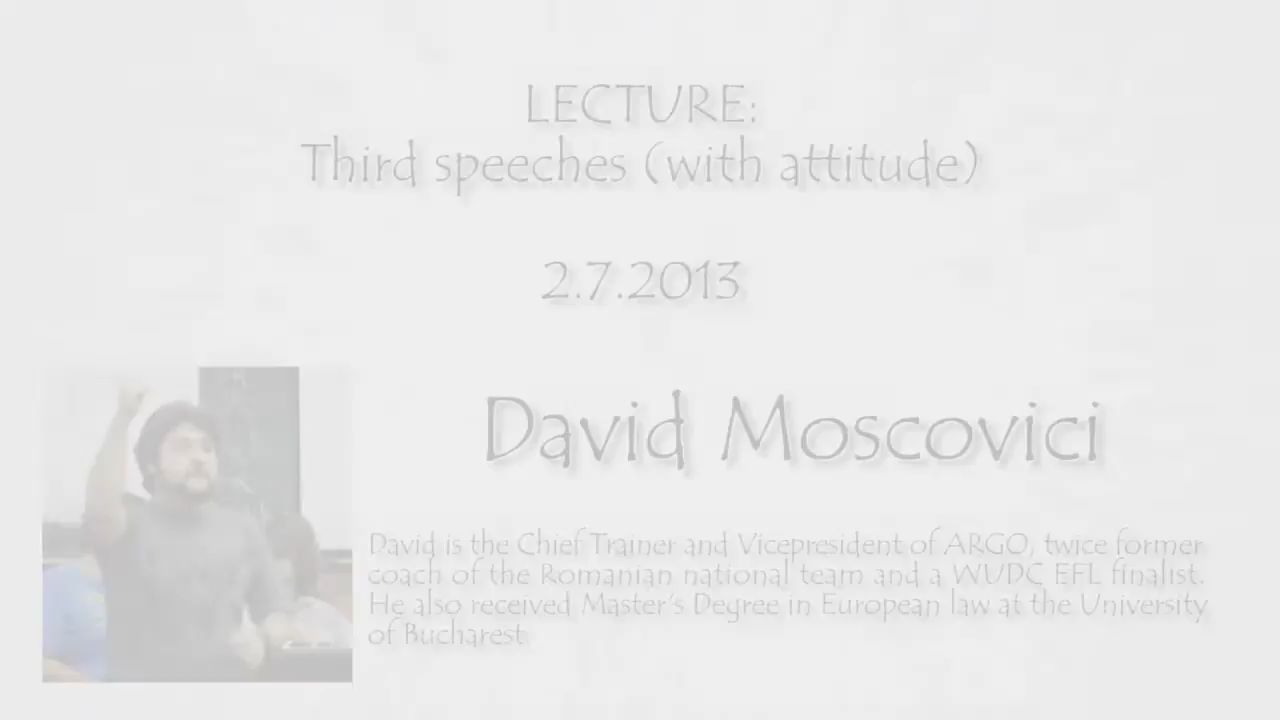 LECTURE:
Third speeches (with attitude)
2.7.2013
David Moscovici
David is the Chief Trainer and Vicepresident of ARGO, twice former
coach of the Romanian national team and a WUDC EFL finalist.
He also received Master's Degree in European law at the University
of Bucharest.